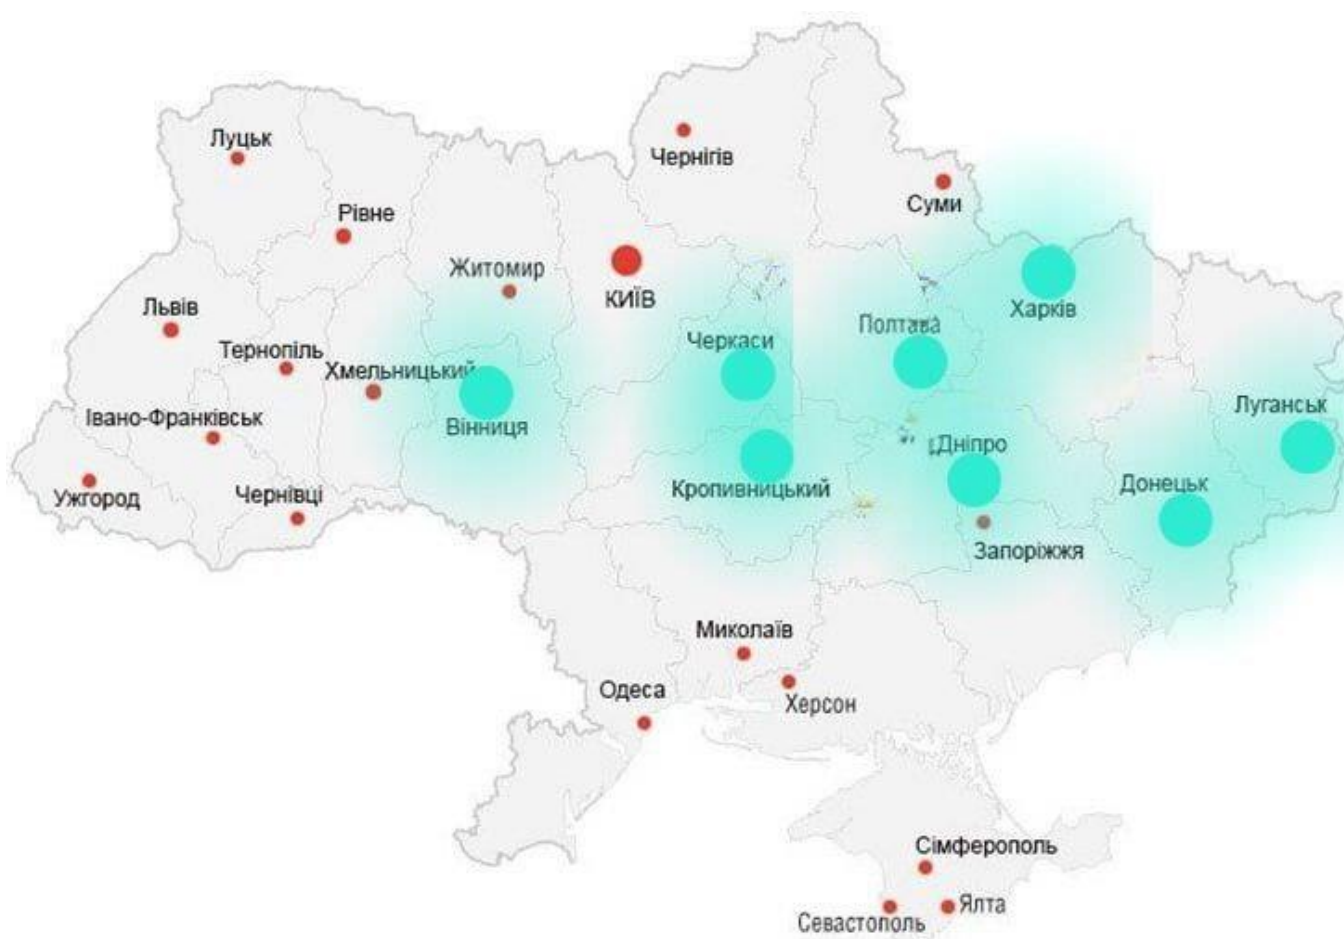 Луцьк
Чернігів
Рівне
Суми
Житомир
КИЇВ
Львів
Харків
Полтава
Черкаси
Тернопіль
Хмельницький
Луганськ
Івано-Франківськ
Вінниця
Дніпро
Донецьк
Кропивницький
Ужгород
Чернівці
Запоріжжя
Миколаїв
Одеса
Херсон
Сімферополь
Ялта
Севастополь